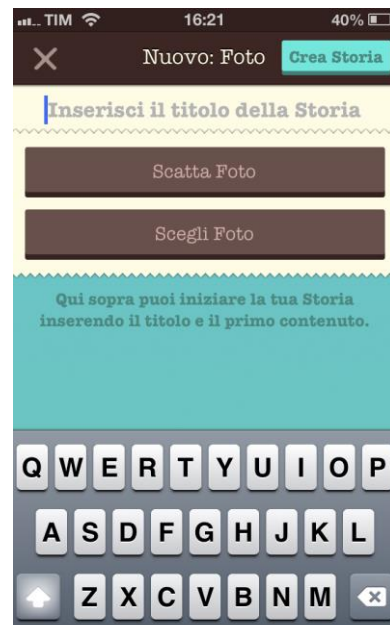 TIM 16:21 40%
Nuovo: Foto Crea Storia
Inserisci il titolo della Storia
Scatta Foto
Scegli Foto
Qui sopra puoi iniziare la tua Storia
inserendo il titolo e il primo contenuto.
Q W E R T Y U I O P
A S D F G H J K L
Z X C V B N M